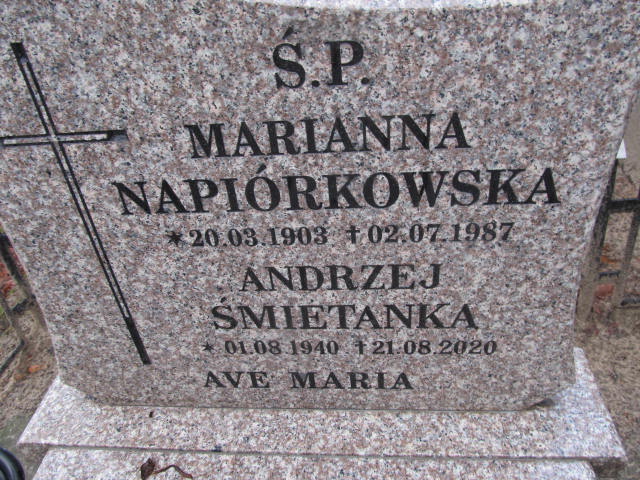 Ś.P.
MARIANNA
NAPIÓRKOWSKA
*20.03.1903 †02.07.1987
ANDRZEJ
ŚMIETANKA
*01.08 1940 †21.08.2020
AVE MARIA